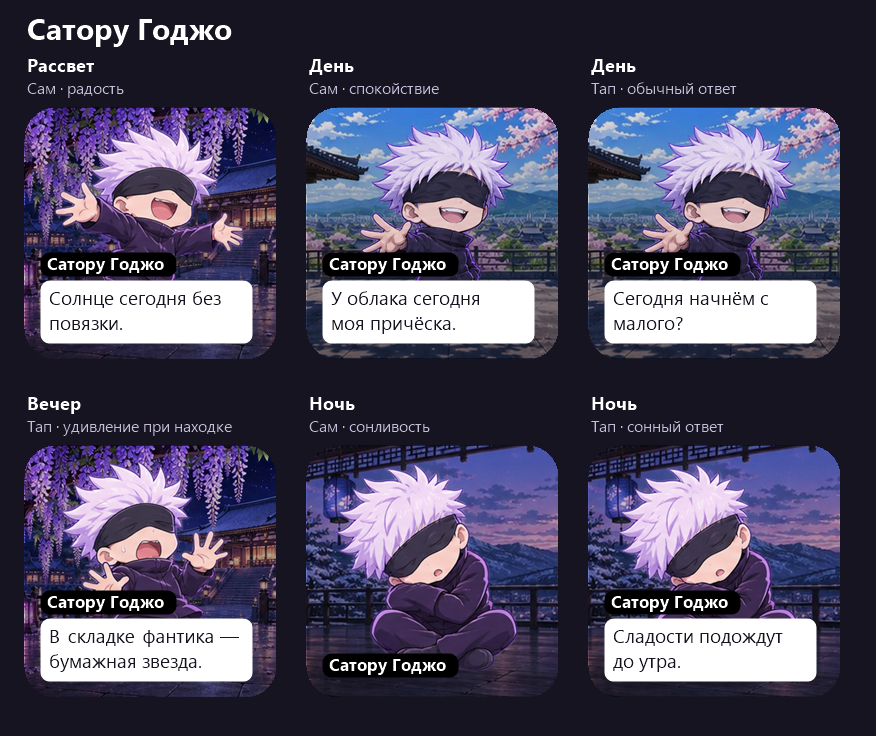 Сатору Годжо
Рассвет
Сам · радость
Сатору Годжо
Солнце сегодня без
повязки.
День
Сам · спокойствие
Сатору Годжо
У облака сегодня
моя причёска.
День
Тап · обычный ответ
Сатору Годжо
Сегодня начнём с
малого?
Вечер
Тап · удивление при находке
Сатору Годжо
В складке фантика —
бумажная звезда.
Ночь
Сам · сонливость
Сатору Годжо
Ночь
Тап · сонный ответ
Сатору Годжо
Сладости подождут
до утра.